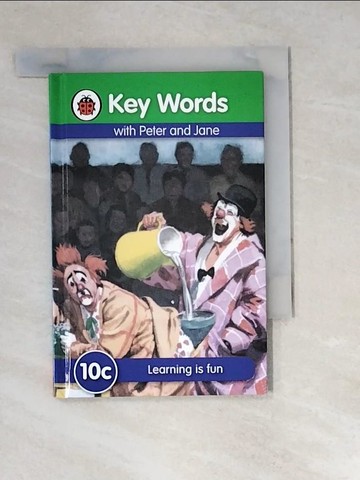 Key Words
with Peter and Jane
10c
Learning is fun